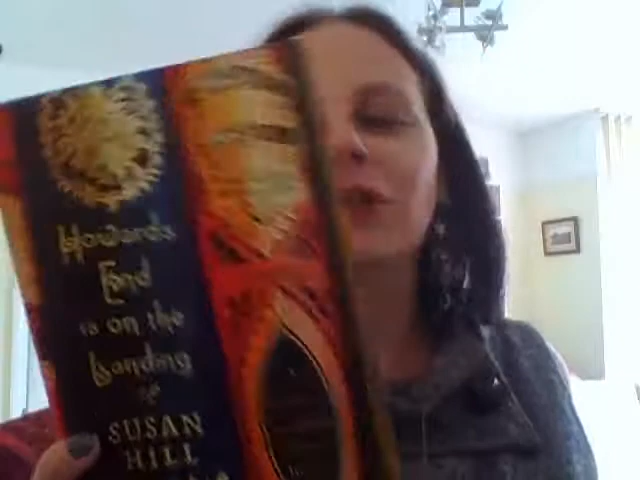 Howards
End
is on the
Landing
SUSAN
HILL